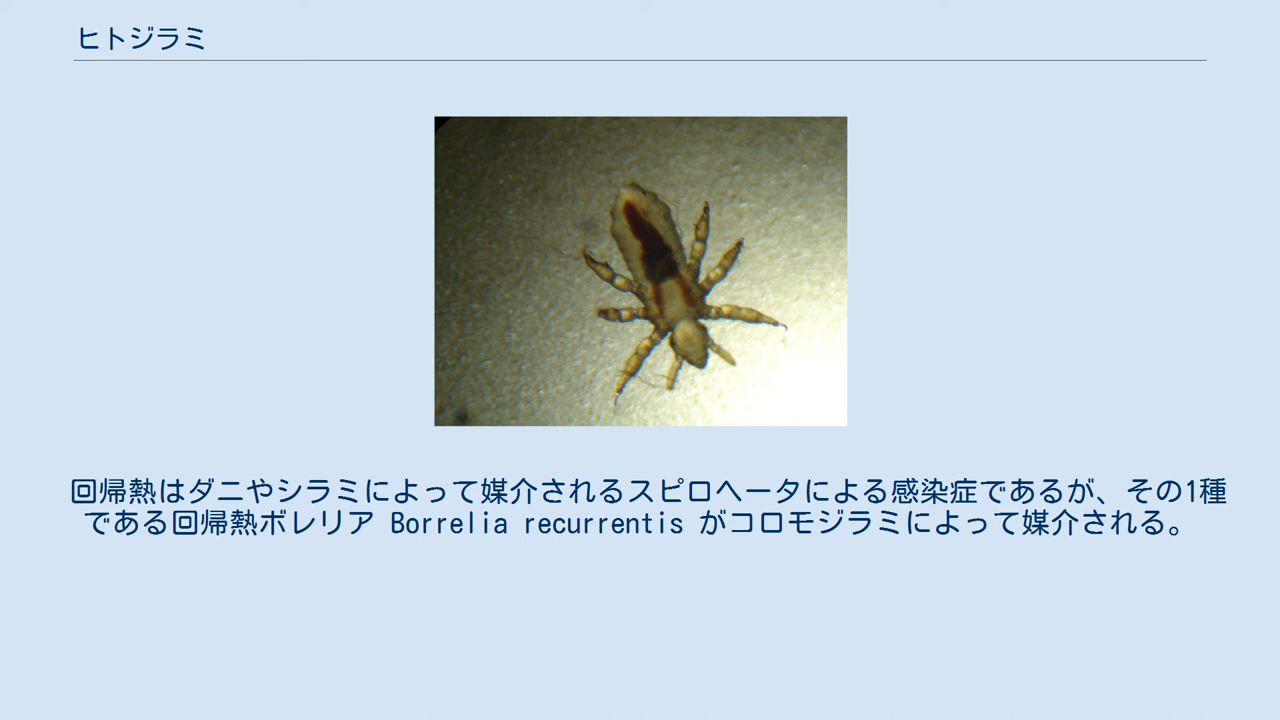 ヒトジラミ
回帰熱はダニやシラミによって媒介されるスピロヘータによる感染症であるが、その1種
である回帰熱ボレリア Borrelia recurrentis がコロモジラミによって媒介される。